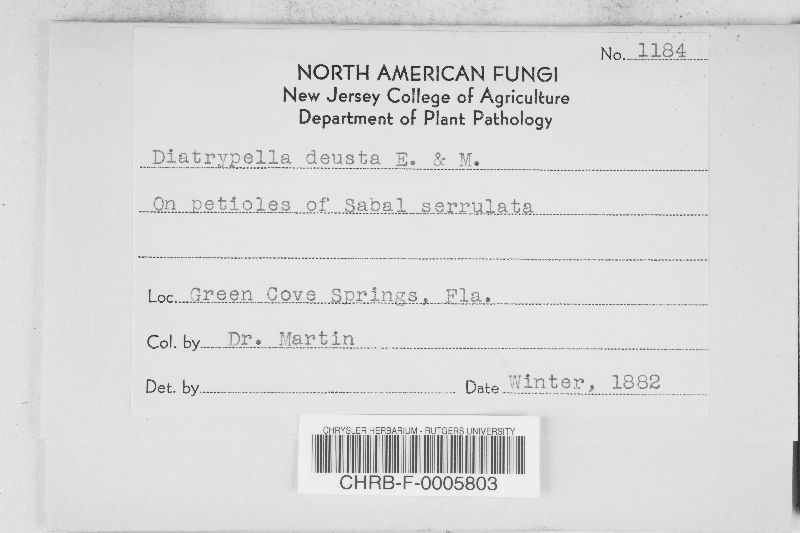 No. 1184
NORTH AMERICAN FUNGI
New Jersey College of Agriculture
Department of Plant Pathology
Diatrypella deusta E. & M.
On petioles of Sabal serrulata
Loc. Green Cove Springs, Fla.
Col. by Dr. Martin
Det. by Date Winter, 1882
CHRYSLER HERBARIUM - RUTGERS UNIVERSITY
CHRB-F-0005803